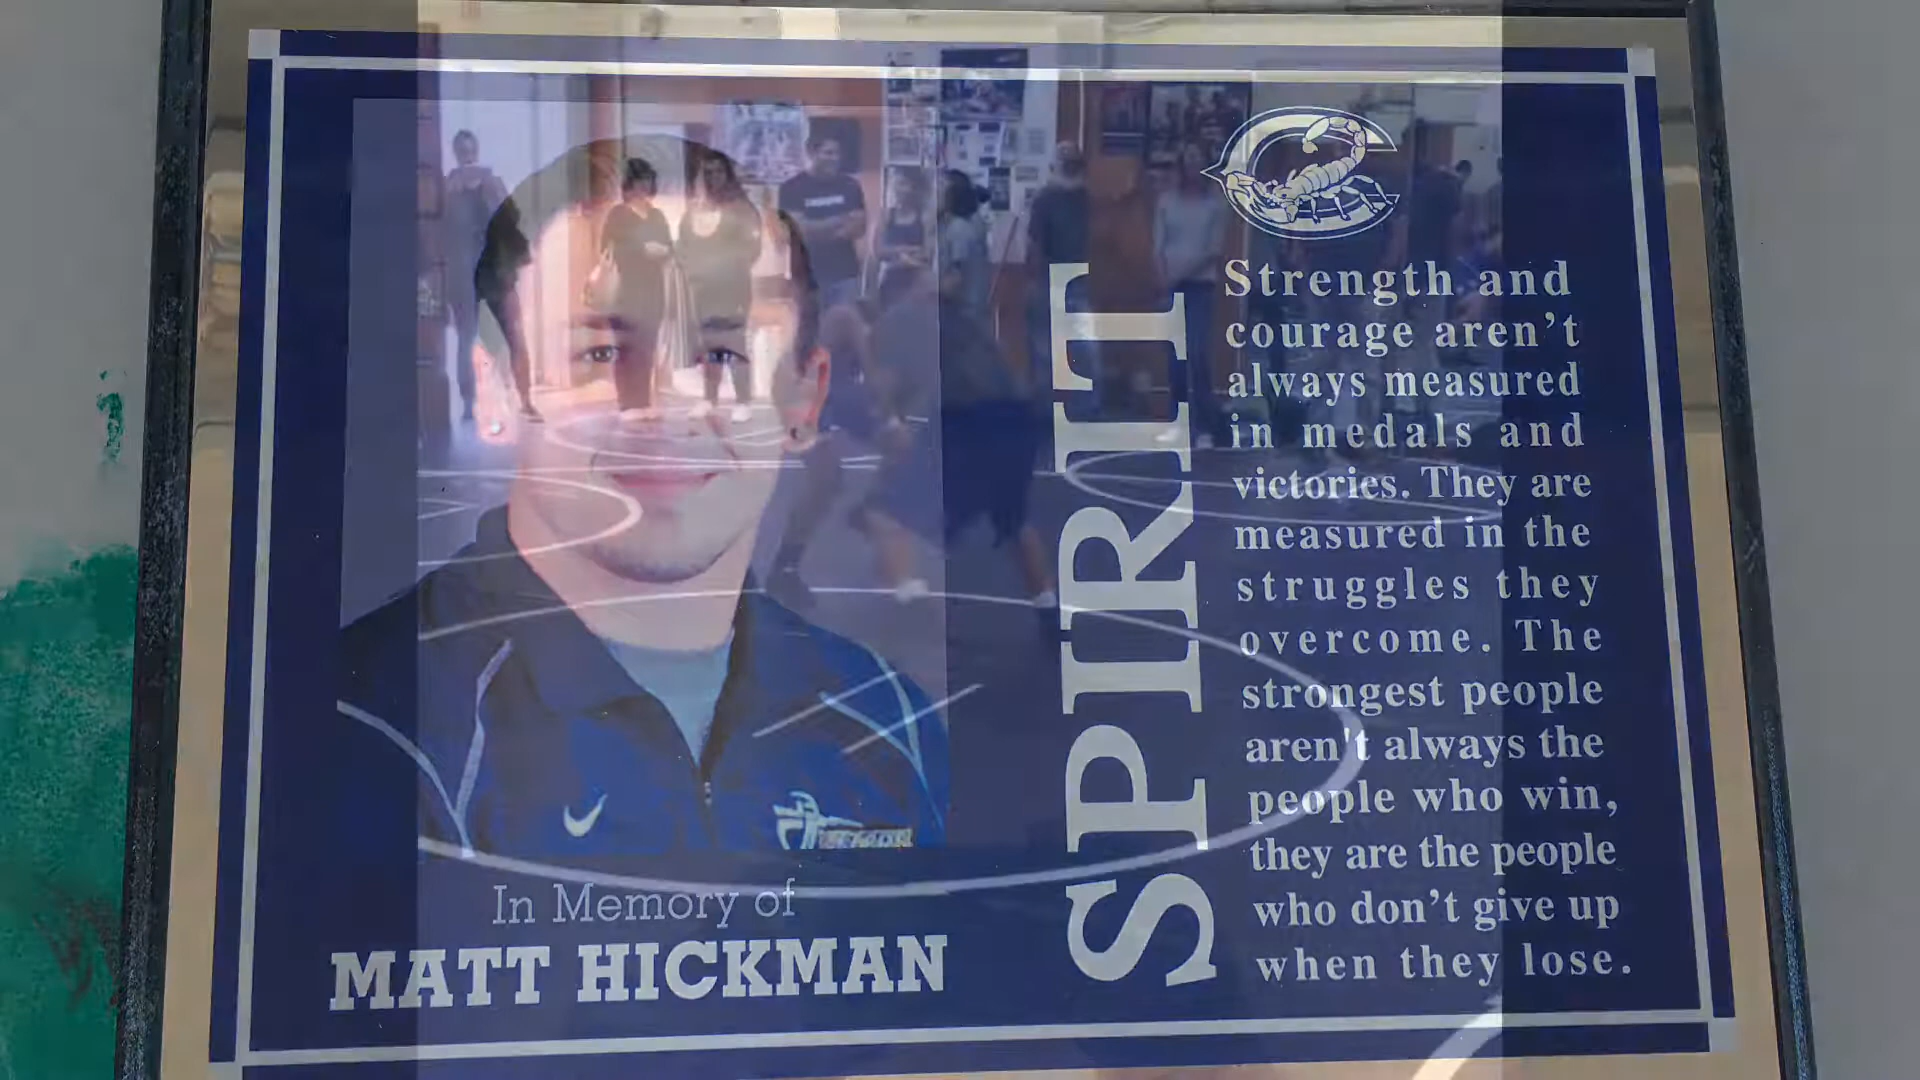 In Memory of
MATT HICKMAN
SPIRIT
Strength and
courage aren't
always measured
in medals and
victories. They are
measured in the
struggles they
overcome. The
strongest people
aren't always the
people who win,
they are the people
who don't give up
when they lose.